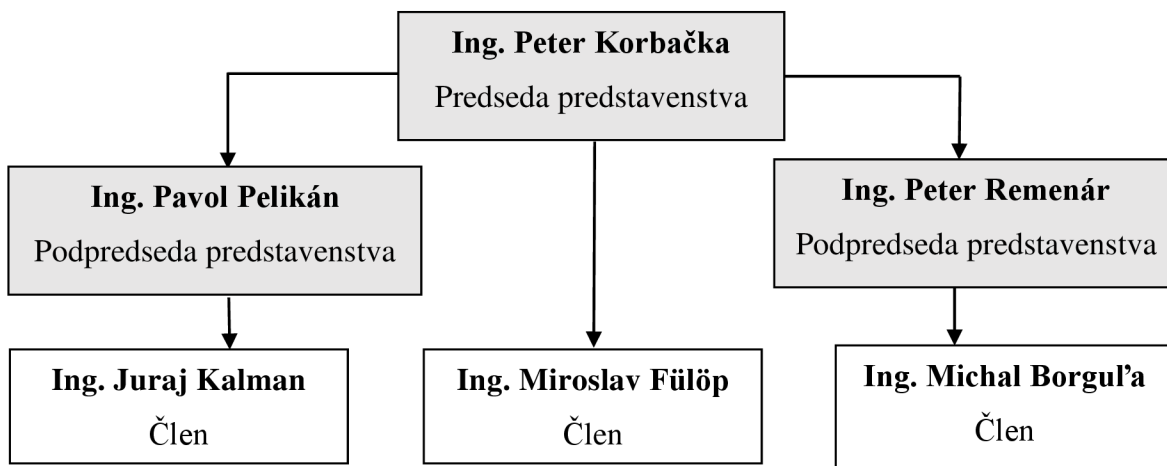 Ing. Peter Korbačka
Predseda predstavenstva
Ing. Pavol Pelikán
Podpredseda predstavenstva
Ing. Peter Remenár
Podpredseda predstavenstva
Ing. Juraj Kalman
Člen
Ing. Miroslav Fülöp
Člen
Ing. Michal Borguľa
Člen